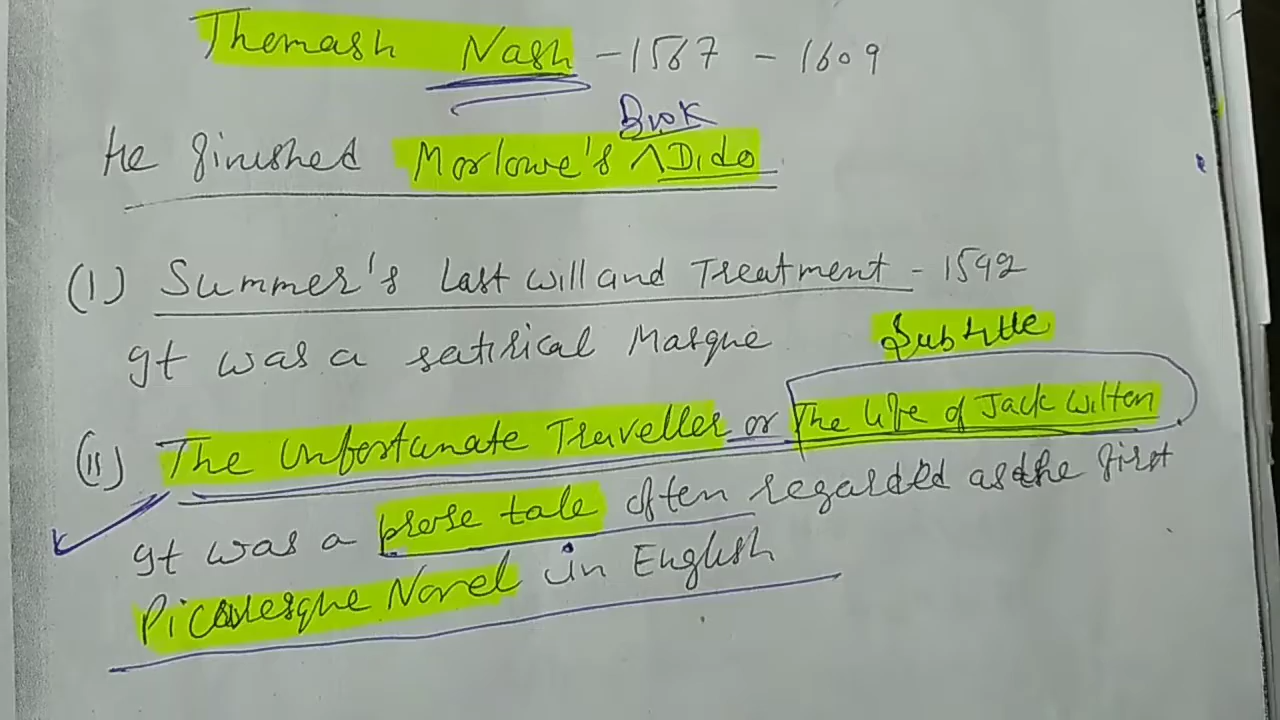 Themash Nash - 1567 - 1609
Book
He finished Marlowe's ^ Dido
(I) Summer's Last will and Treatment - 1592
It was a satirical Masque
Subtitle
(II) The Unfortunate Traveller or The life of Jack Wilton
It was a prose tale often regarded as the first
Picaresque Novel in English